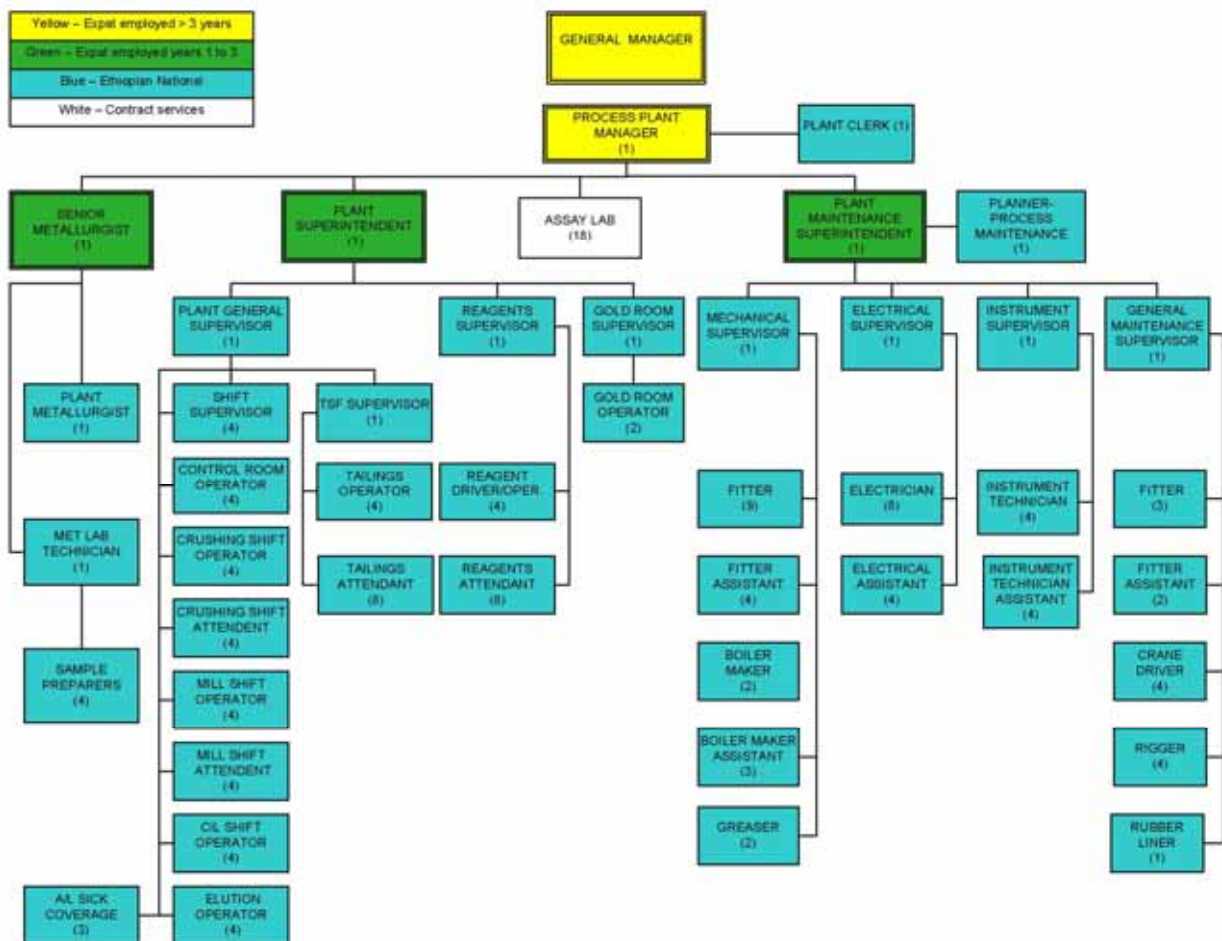 Yellow – Expat employed > 3 years
Green – Expat employed years 1 to 3
Blue – Ethiopian National
White – Contract services
GENERAL MANAGER
PROCESS PLANT
MANAGER
(1)
PLANT CLERK (1)
SENIOR
METALLURGIST
(1)
PLANT
SUPERINTENDENT
(1)
ASSAY LAB
(18)
PLANT
MAINTENANCE
SUPERINTENDENT
(1)
PLANNER-
PROCESS
MAINTENANCE
(1)
PLANT GENERAL
SUPERVISOR
(1)
REAGENTS
SUPERVISOR
(1)
GOLD ROOM
SUPERVISOR
(1)
MECHANICAL
SUPERVISOR
(1)
ELECTRICAL
SUPERVISOR
(1)
INSTRUMENT
SUPERVISOR
(1)
GENERAL
MAINTENANCE
SUPERVISOR
(1)
PLANT
METALLURGIST
(1)
SHIFT
SUPERVISOR
(4)
TSF SUPERVISOR
(1)
GOLD ROOM
OPERATOR
(2)
CONTROL ROOM
OPERATOR
(4)
TAILINGS
OPERATOR
(4)
REAGENT
DRIVER/OPER
(4)
FITTER
(9)
ELECTRICIAN
(8)
INSTRUMENT
TECHNICIAN
(4)
FITTER
(3)
MET LAB
TECHNICIAN
(1)
CRUSHING SHIFT
OPERATOR
(4)
TAILINGS
ATTENDANT
(8)
REAGENTS
ATTENDANT
(8)
FITTER
ASSISTANT
(4)
ELECTRICAL
ASSISTANT
(4)
INSTRUMENT
TECHNICIAN
ASSISTANT
(4)
FITTER
ASSISTANT
(2)
SAMPLE
PREPARERS
(4)
CRUSHING SHIFT
ATTENDENT
(4)
BOILER
MAKER
(2)
CRANE
DRIVER
(4)
MILL SHIFT
OPERATOR
(4)
MILL SHIFT
ATTENDENT
(4)
BOILER MAKER
ASSISTANT
(3)
RIGGER
(4)
CIL SHIFT
OPERATOR
(4)
GREASER
(2)
RUBBER
LINER
(1)
A/L SICK
COVERAGE
(3)
ELUTION
OPERATOR
(4)